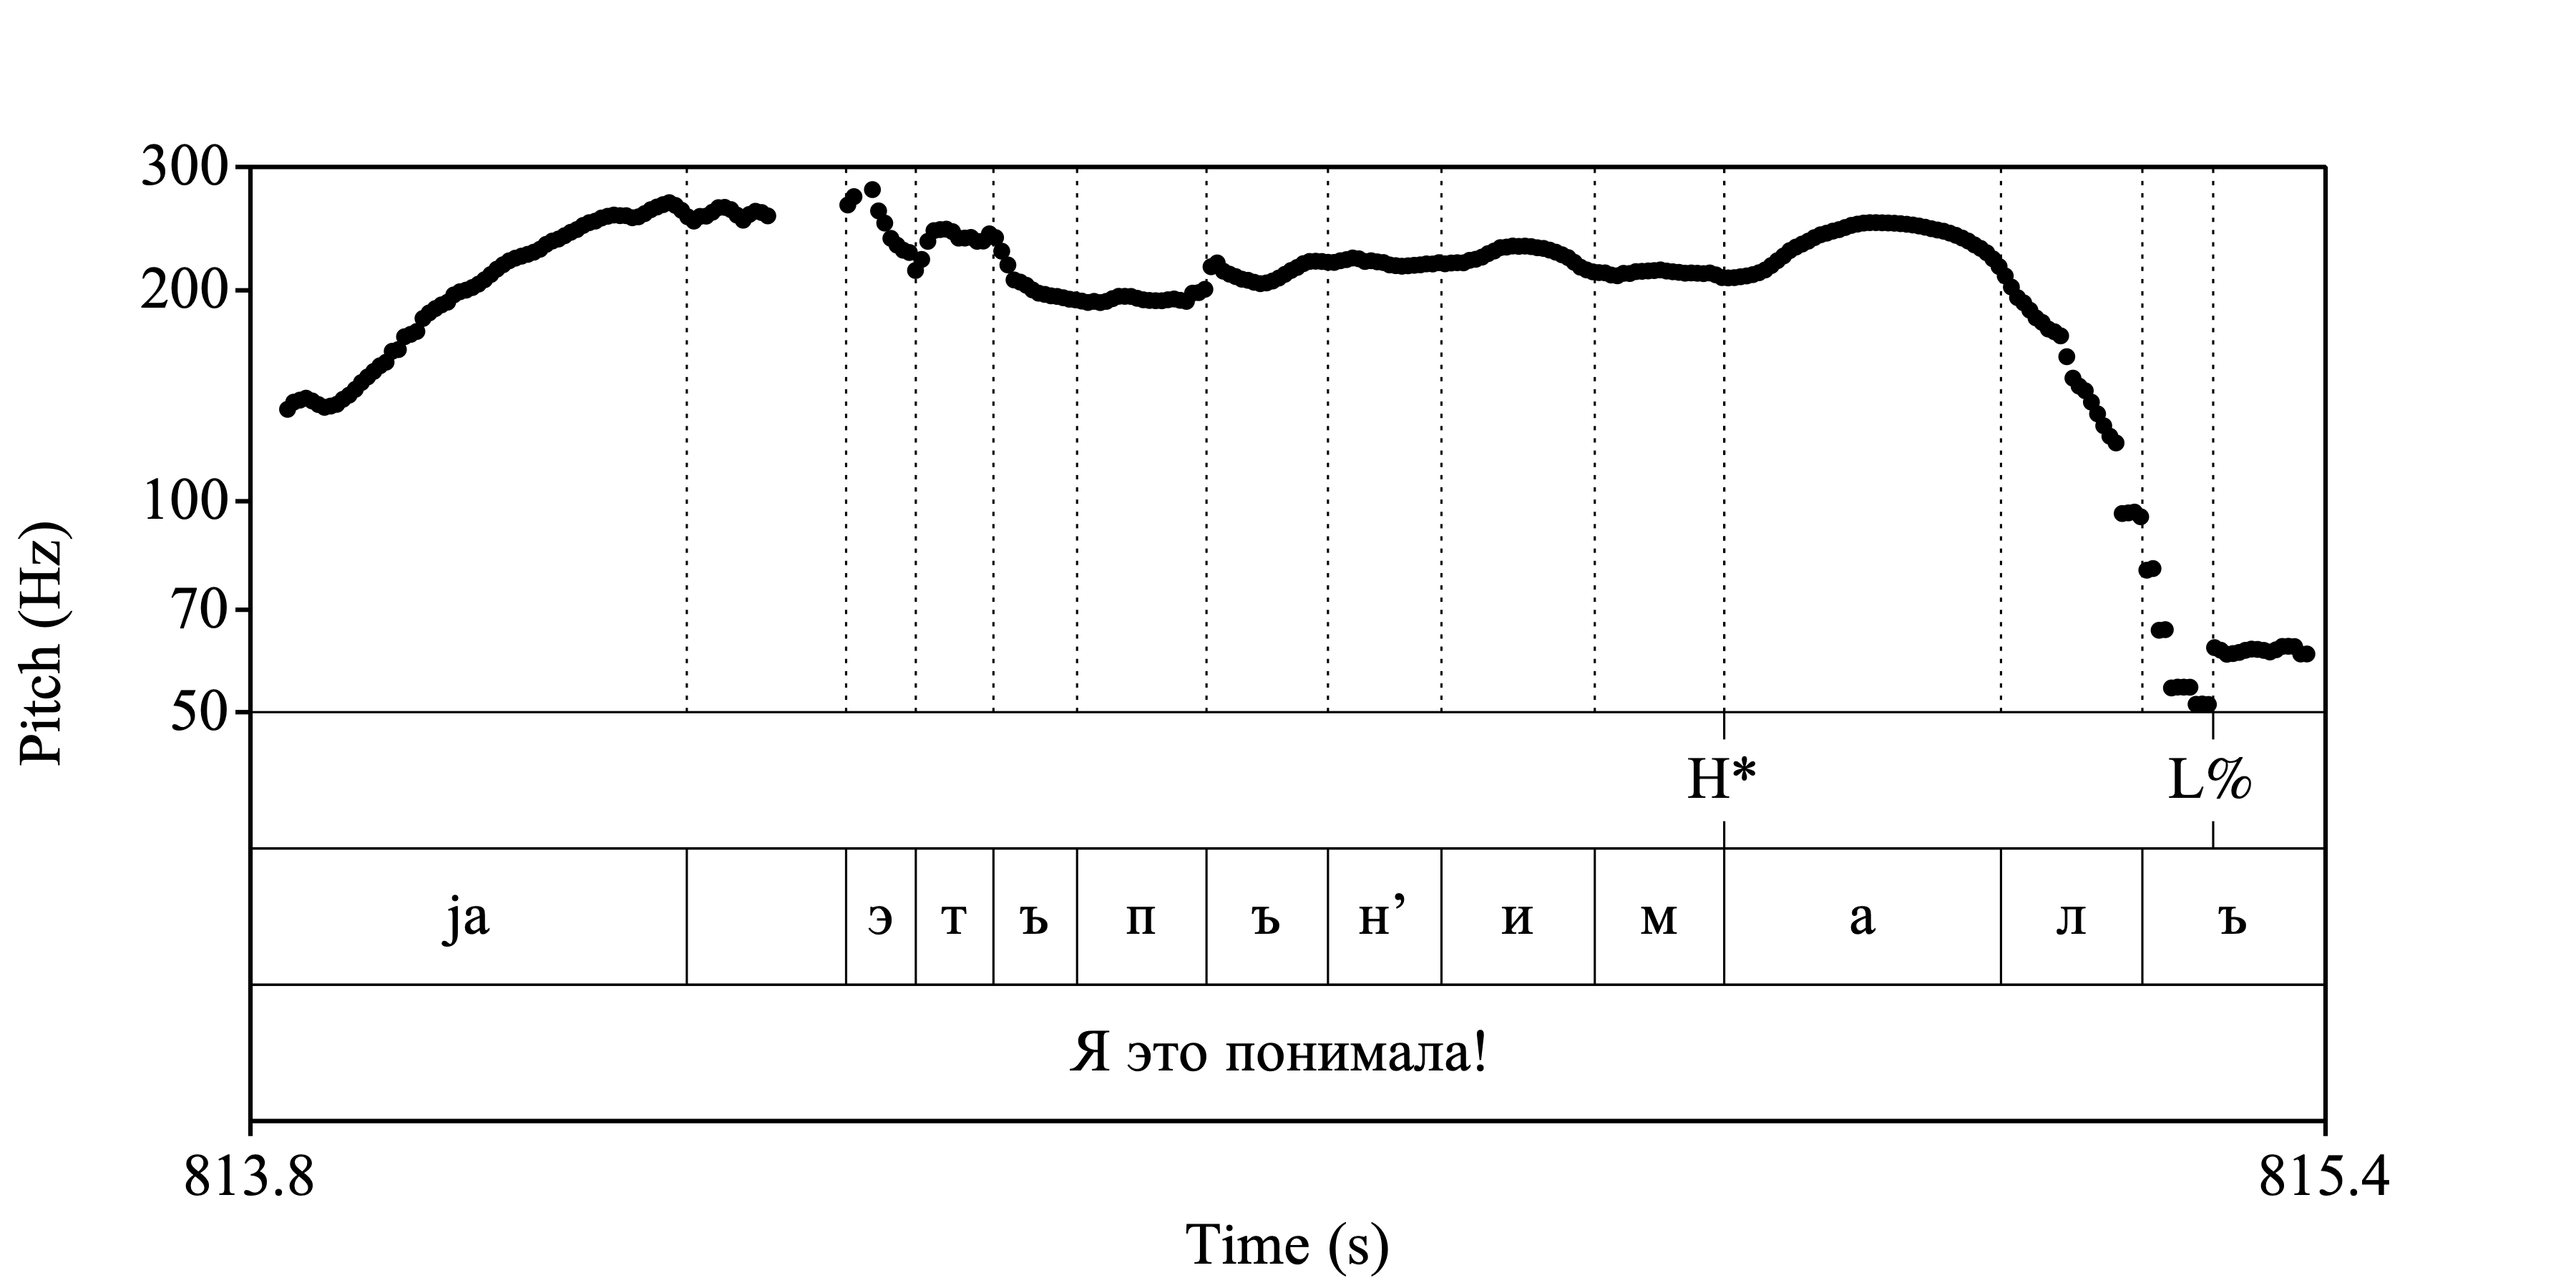 300
200
100
70
50
Pitch (Hz)
H* L%
ja э т ъ п ъ н’ и м а л ъ
Я это понимала!
813.8 815.4
Time (s)